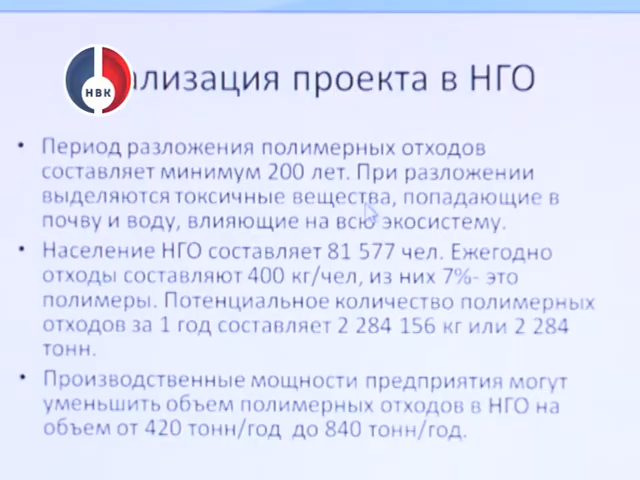 НВК
ализация проекта в НГО
• Период разложения полимерных отходов
составляет минимум 200 лет. При разложении
выделяются токсичные вещества, попадающие в
почву и воду, влияющие на всю экосистему.
• Население НГО составляет 81 577 чел. Ежегодно
отходы составляют 400 кг/чел, из них 7%- это
полимеры. Потенциальное количество полимерных
отходов за 1 год составляет 2 284 156 кг или 2 284
тонн.
• Производственные мощности предприятия могут
уменьшить объем полимерных отходов в НГО на
объем от 420 тонн/год до 840 тонн/год.